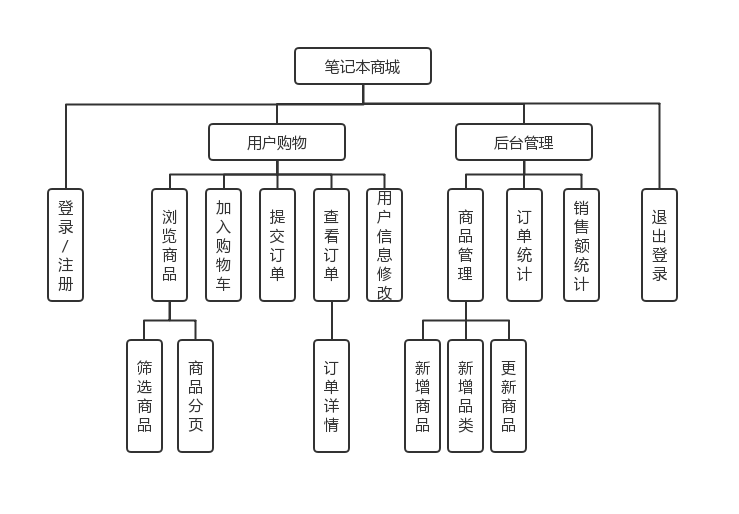 笔记本商城
用户购物
后台管理
登录/注册
浏览商品
加入购物车
提交订单
查看订单
用户信息修改
商品管理
订单统计
销售额统计
退出登录
筛选商品
商品分页
订单详情
新增商品
新增品类
更新商品